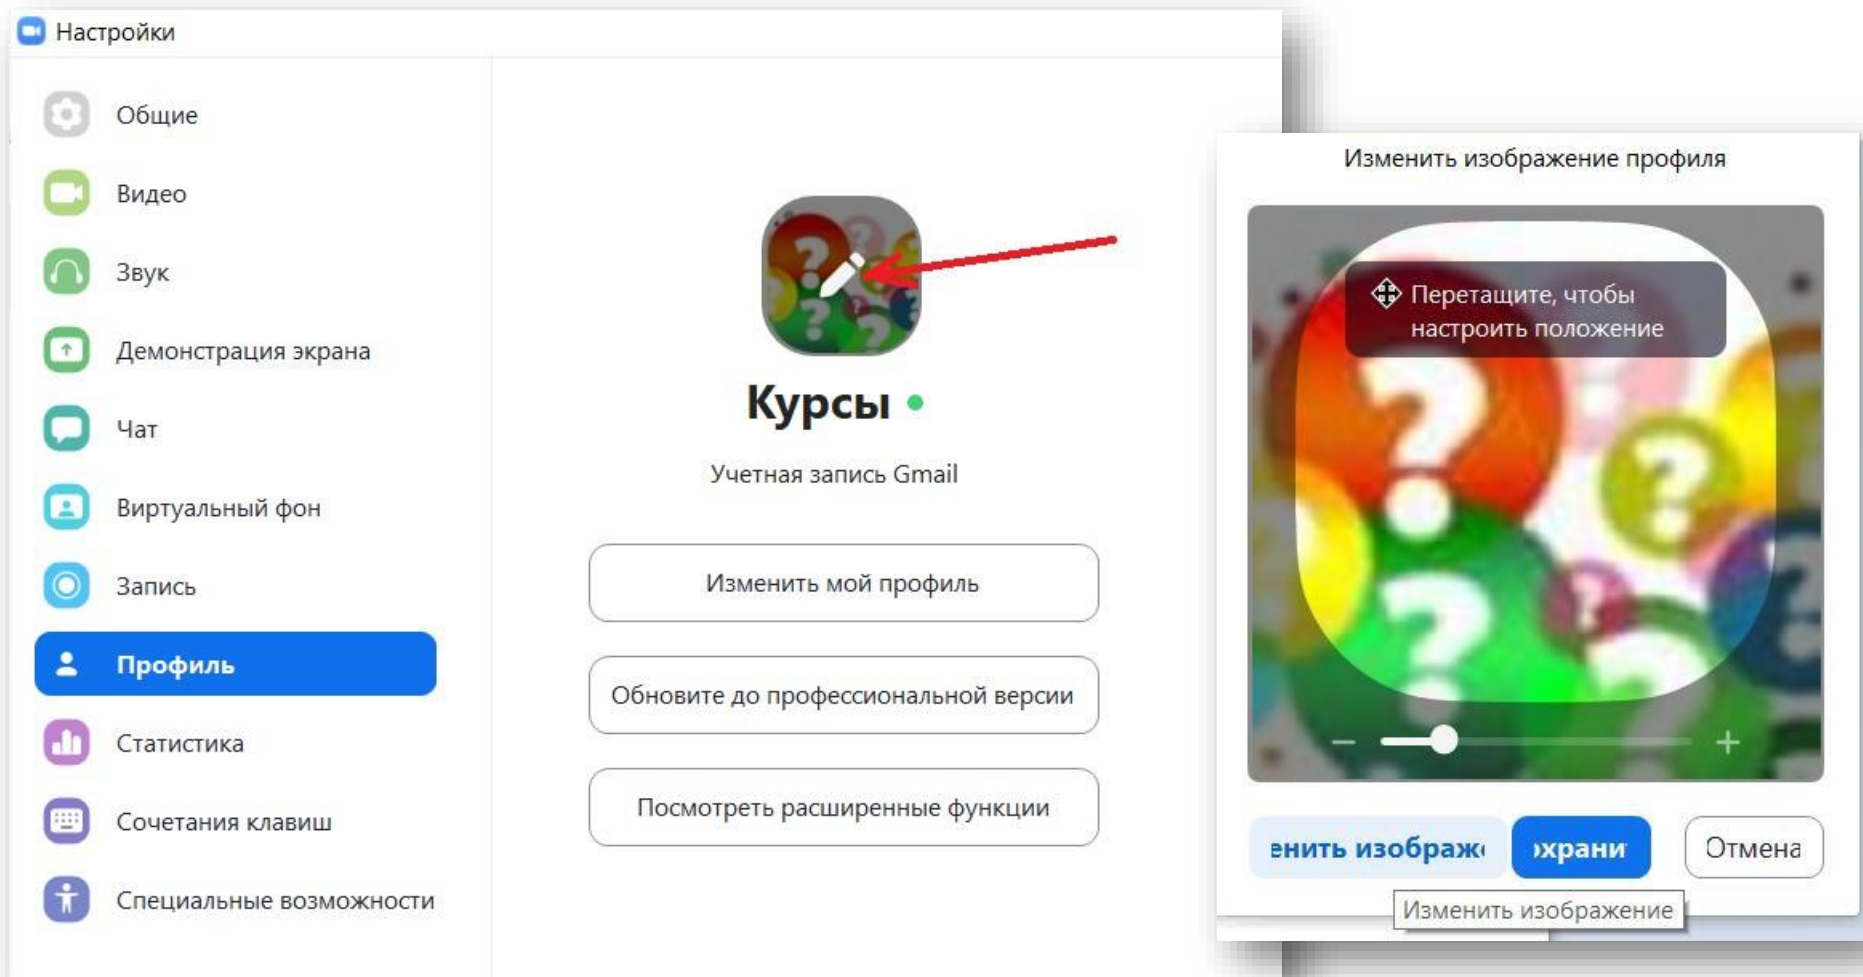 Настройки
Общие
Видео
Звук
Демонстрация экрана
Чат
Виртуальный фон
Запись
Профиль
Статистика
Сочетания клавиш
Специальные возможности
Курсы
Учетная запись Gmail
Изменить мой профиль
Обновите до профессиональной версии
Посмотреть расширенные функции
Изменить изображение профиля
Перетащите, чтобы
настроить положение
енить изображ
охрани
Отмена
Изменить изображение